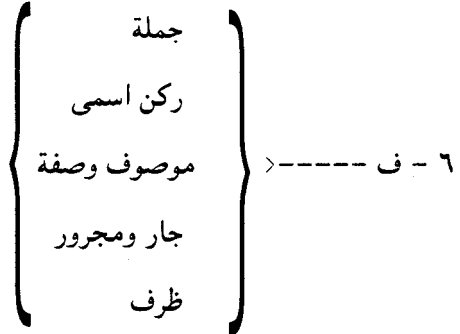 جملة
ركن اسمى
٦ - ف -----> موصوف وصفة
جار ومجرور
ظرف